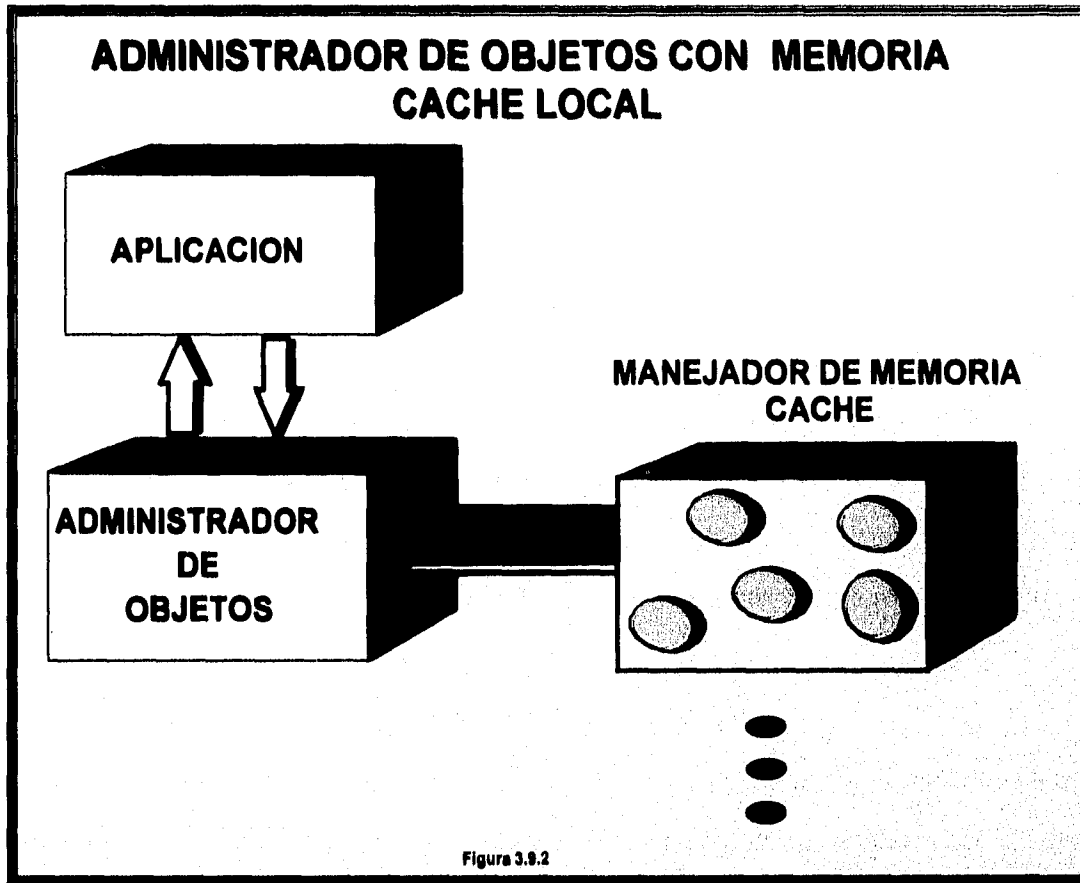 ADMINISTRADOR DE OBJETOS CON MEMORIA
CACHE LOCAL
APLICACION
MANEJADOR DE MEMORIA
CACHE
ADMINISTRADOR
DE
OBJETOS
Figura 3.9.2